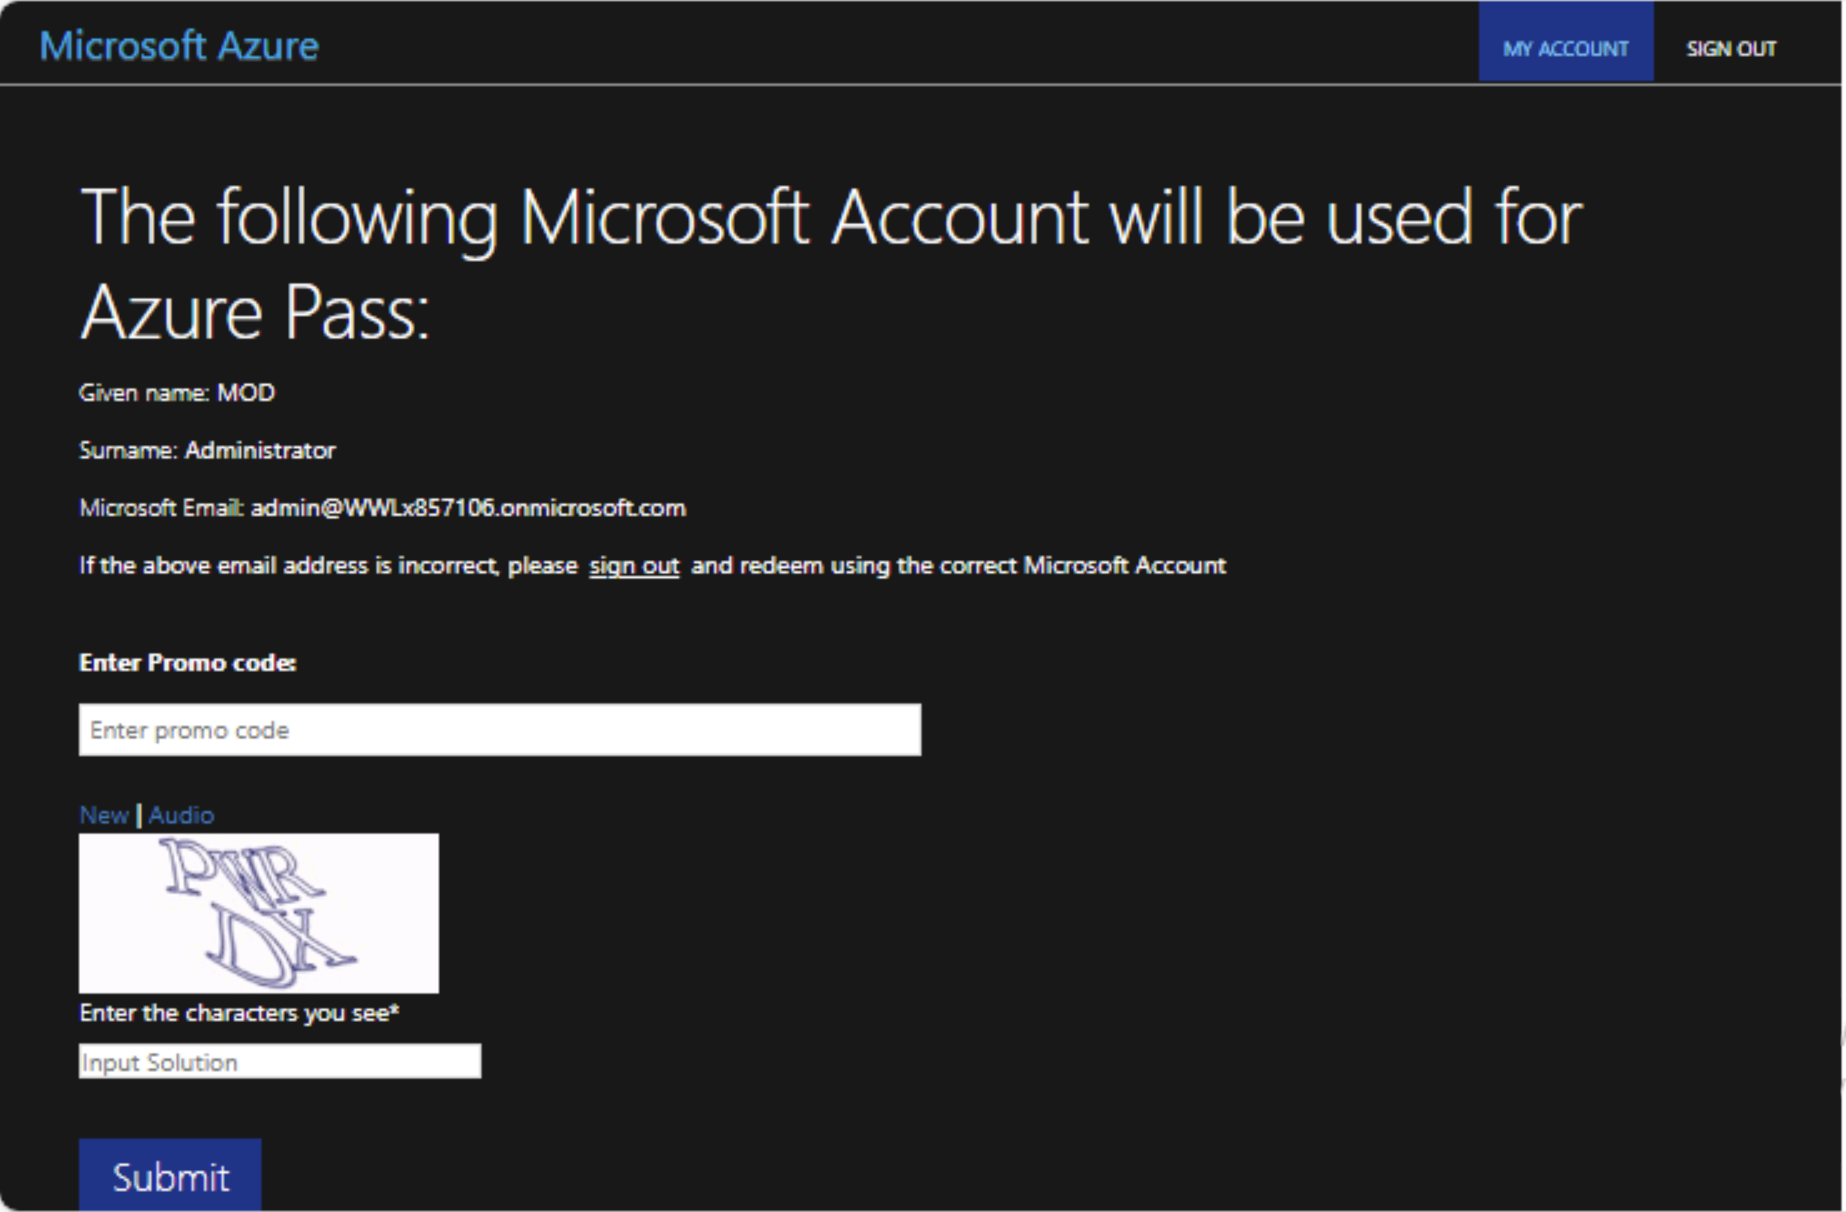 Microsoft Azure
MY ACCOUNT
SIGN OUT
The following Microsoft Account will be used for
Azure Pass:
Given name: MOD
Surname: Administrator
Microsoft Email: admin@WWLx857106.onmicrosoft.com
If the above email address is incorrect, please sign out and redeem using the correct Microsoft Account
Enter Promo code:
Enter promo code
New | Audio
PWR
DX
Enter the characters you see*
Input Solution
Submit